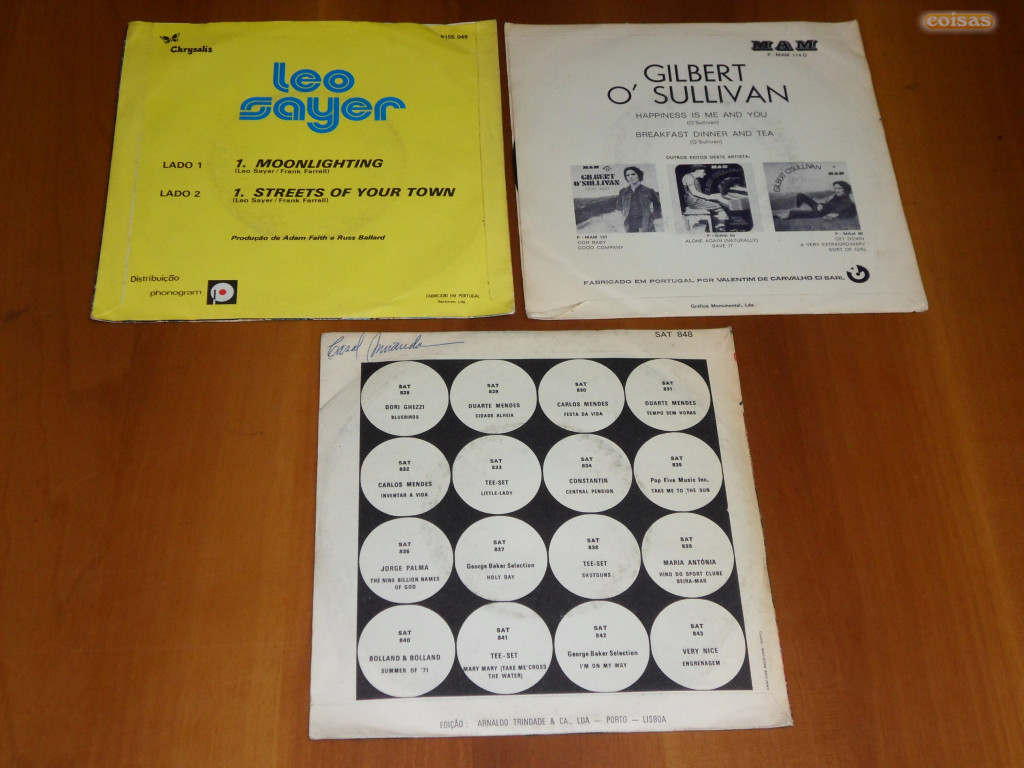 coisas
Chrysalis
6155.049
Leo
Sayer
LADO 1 1. MOONLIGHTING
(Leo Sayer / Frank Farrell)
LADO 2 1. STREETS OF YOUR TOWN
(Leo Sayer / Frank Farrell)
Produção de Adam Faith e Russ Ballard
Distribuição
phonogram
FABRICADO EM PORTUGAL
MAM
GILBERT
O' SULLIVAN
HAPPINESS IS ME AND YOU
(O'Sullivan)
BREAKFAST DINNER AND TEA
(O'Sullivan)
OUTROS EXITOS DESTE ARTISTA:
MAM
GILBERT
O'SULLIVAN
GILBERT O'SULLIVAN
MAM
OOH BABY
GOOD COMPANY
ALONE AGAIN (NATURALLY)
SAVE IT
GET DOWN
A VERY EXTRAORDINARY
SORT OF GIRL
FABRICADO EM PORTUGAL POR VALENTIM DE CARVALHO CI SARL
Gráfica Monumental, Lda.
SAT 848
SAT
828
DORI GHEZZI
BLUEBIRDS
SAT
829
DUARTE MENDES
CIDADE ALHEIA
SAT
830
CARLOS MENDES
FESTA DA VIDA
SAT
831
DUARTE MENDES
TEMPO SEM HORAS
SAT
832
CARLOS MENDES
INVENTAR A VIDA
SAT
833
TEE-SET
LITTLE-LADY
SAT
834
CONSTANTIN
CENTRAL PENSION
SAT
835
Pop Five Music Inc.
TAKE ME TO THE SUN
SAT
836
JORGE PALMA
THE NINE BILLION NAMES
OF GOD
SAT
837
George Baker Selection
HOLY DAY
SAT
838
TEE-SET
SHOTGUNS
SAT
839
MARIA ANTÓNIA
HINO DO SPORT CLUBE
BEIRA-MAR
SAT
840
BOLLAND & BOLLAND
SUMMER OF '71
SAT
841
TEE-SET
MARY MARY (TAKE ME'CROSS
THE WATER)
SAT
842
George Baker Selection
I'M ON MY WAY
SAT
843
VERY NICE
ENGRENAGEM
EDIÇÃO : ARNALDO TRINDADE & CA., LDA — PORTO — LISBOA